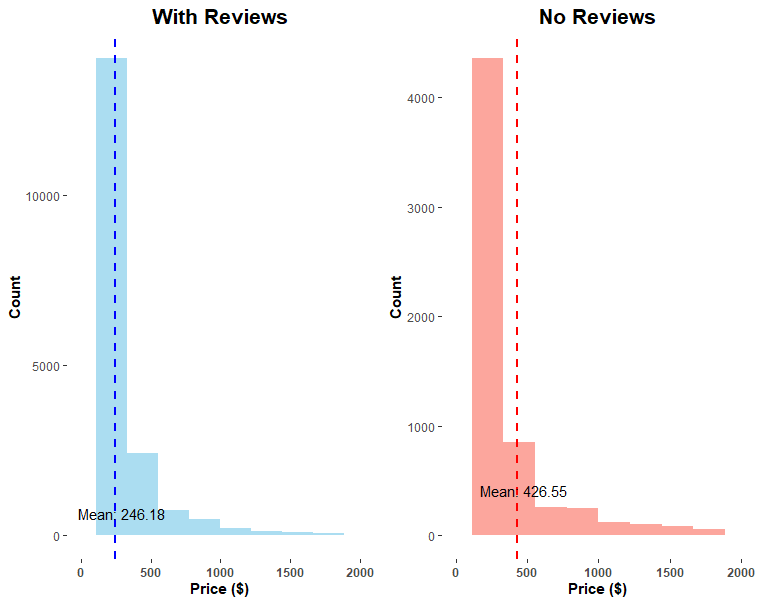 With Reviews
Count
10000
5000
0
Mean: 246.18
0 500 1000 1500 2000
Price ($)
No Reviews
Count
4000
3000
2000
1000
0
Mean: 426.55
0 500 1000 1500 2000
Price ($)